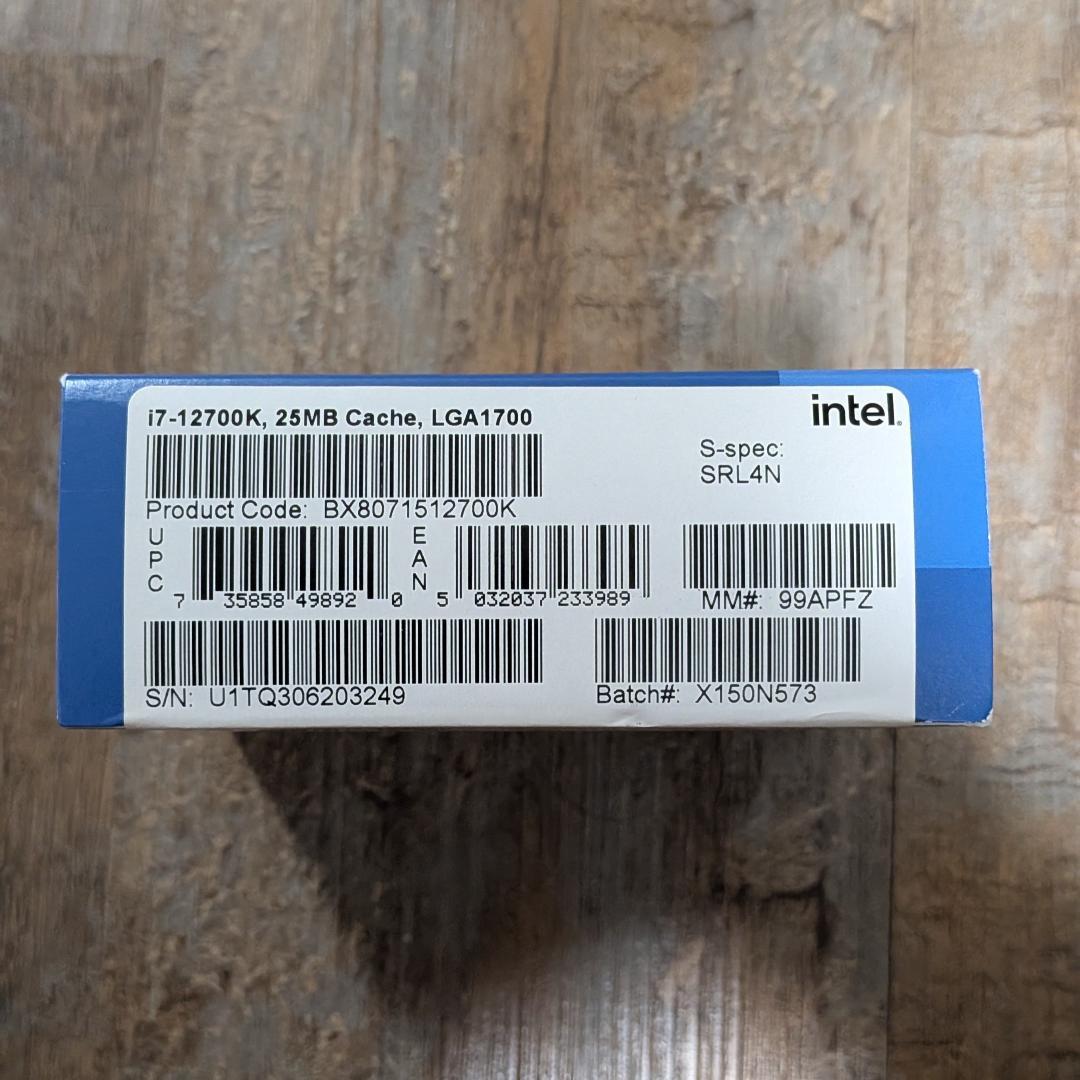 i7-12700K, 25MB Cache, LGA1700
intel.
S-spec:
SRL4N
Product Code: BX8071512700K
UPC
7 35858 49892 0
EAN
5 032037 233989
MM#: 99APFZ
S/N: U1TQ306203249
Batch#: X150N573